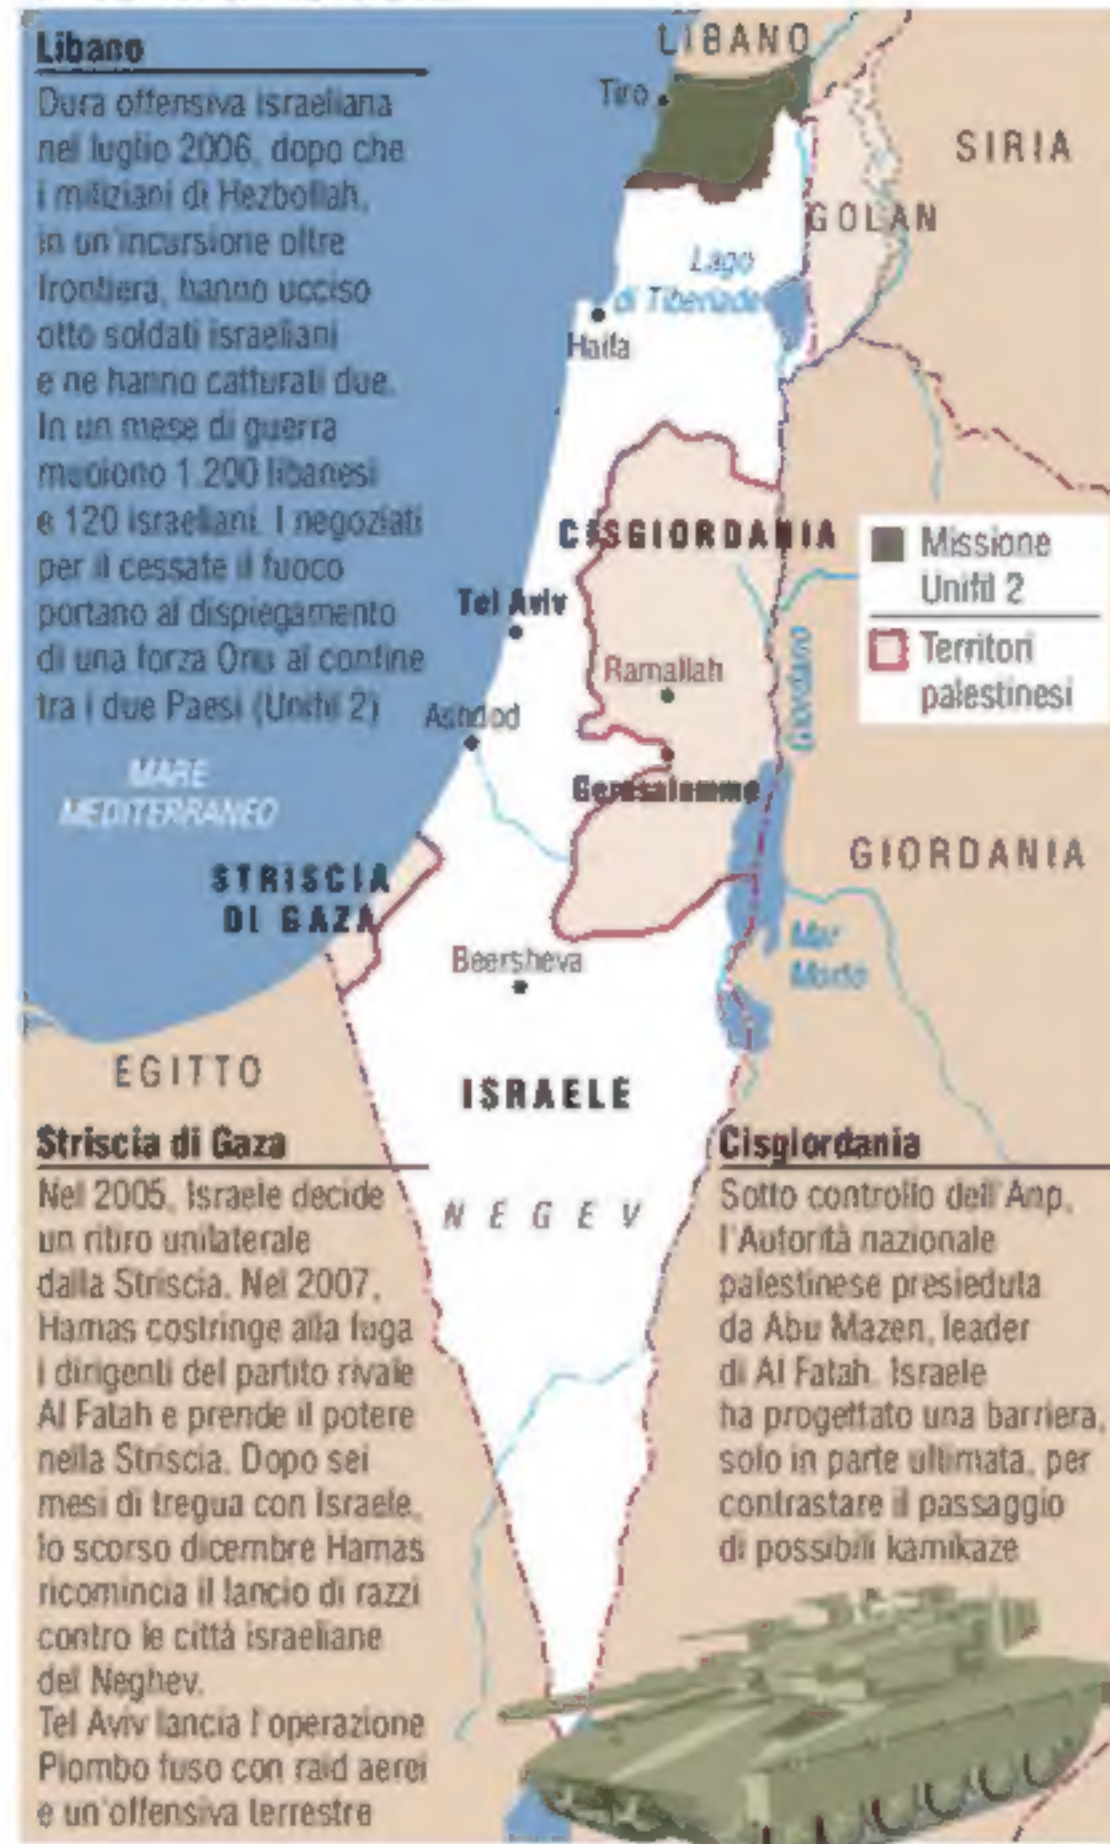 Libano
Dura offensiva israeliana
nel luglio 2006, dopo che
i miliziani di Hezbollah,
in un'incursione oltre
frontiera, hanno ucciso
otto soldati israeliani
e ne hanno catturati due.
In un mese di guerra
muoiono 1.200 libanesi
e 120 israeliani. I negoziati
per il cessate il fuoco
portano al dispiegamento
di una forza Onu al confine
tra i due Paesi (Unifil 2)
LIBANO
Tiro
SIRIA
GOLAN
Lago
di Tiberiade
Haifa
CISGIORDANIA
Missione
Unifil 2
Territori
palestinesi
Tel Aviv
Ramallah
Giordano
Ashdod
Gerusalemme
MARE
MEDITERRANEO
GIORDANIA
STRISCIA
DI GAZA
Mar
Morto
Beersheva
EGITTO
ISRAELE
NEGEV
Striscia di Gaza
Nel 2005, Israele decide
un ritiro unilaterale
dalla Striscia. Nel 2007,
Hamas costringe alla fuga
i dirigenti del partito rivale
Al Fatah e prende il potere
nella Striscia. Dopo sei
mesi di tregua con Israele,
lo scorso dicembre Hamas
ricomincia il lancio di razzi
contro le città israeliane
del Neghev.
Tel Aviv lancia l'operazione
Piombo fuso con raid aerei
e un'offensiva terrestre
Cisgiordania
Sotto controllo dell'Anp,
l'Autorità nazionale
palestinese presieduta
da Abu Mazen, leader
di Al Fatah. Israele
ha progettato una barriera,
solo in parte ultimata, per
contrastare il passaggio
di possibili kamikaze